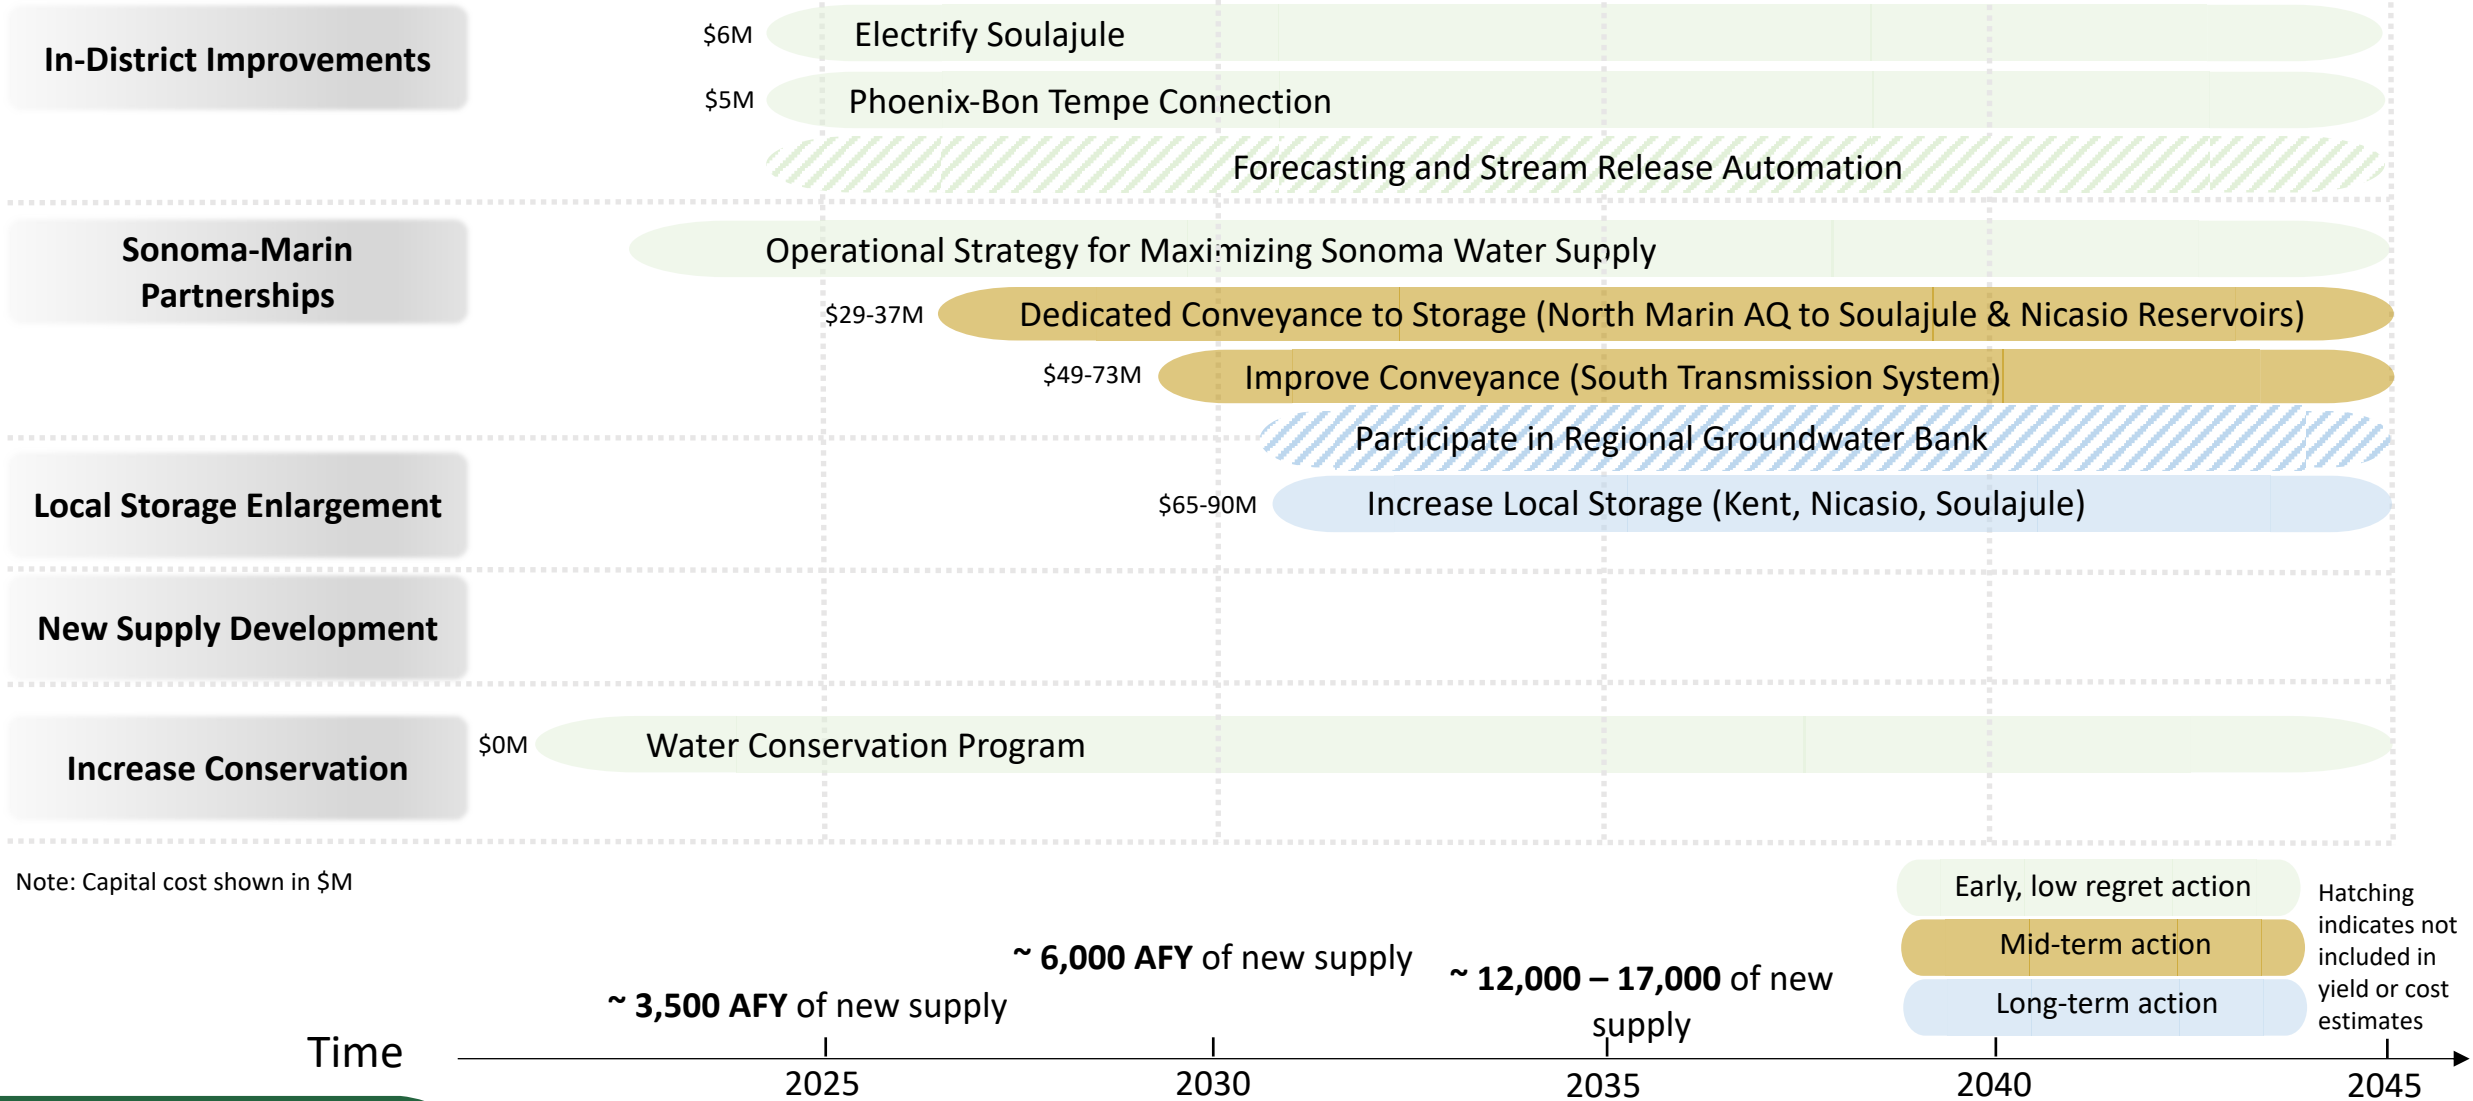 In-District Improvements
$6M
Electrify Soulajule
$5M
Phoenix-Bon Tempe Connection
Forecasting and Stream Release Automation
Sonoma-Marin
Partnerships
Operational Strategy for Maximizing Sonoma Water Supply
$29-37M
Dedicated Conveyance to Storage (North Marin AQ to Soulajule & Nicasio Reservoirs)
$49-73M
Improve Conveyance (South Transmission System)
Participate in Regional Groundwater Bank
Local Storage Enlargement
$65-90M
Increase Local Storage (Kent, Nicasio, Soulajule)
New Supply Development
Increase Conservation
$0M
Water Conservation Program
Note: Capital cost shown in $M
Early, low regret action
Mid-term action
Long-term action
Hatching
indicates not
included in
yield or cost
estimates
~ 3,500 AFY of new supply
~ 6,000 AFY of new supply
~ 12,000 – 17,000 of new
supply
Time
2025
2030
2035
2040
2045